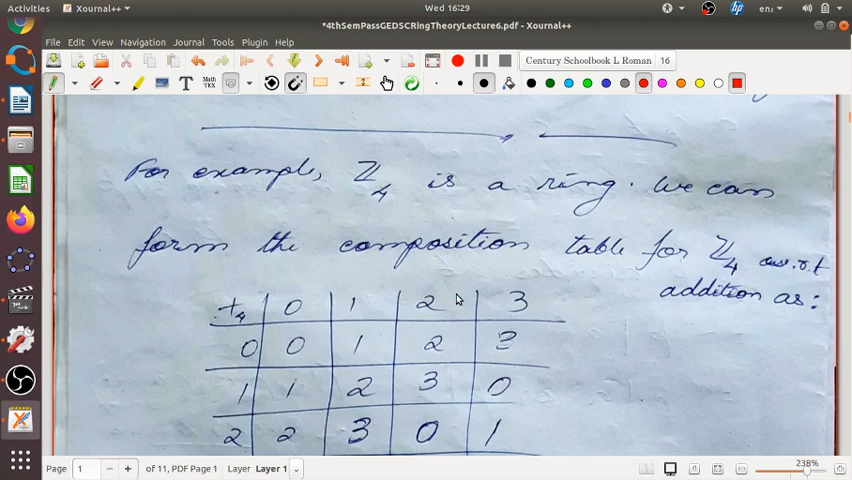 Activities
Xournal++
Wed 16:29
en₂
*4thSemPassGEDSCRingTheoryLecture6.pdf - Xournal++
File Edit View Navigation Journal Tools Plugin Help
Century Schoolbook L Roman 16
For example, ℤ₄ is a ring. We can
form the composition table for ℤ₄ w.r.t
addition as:
+₄ 0 1 2 3
0 0 1 2 3
1 1 2 3 0
2 2 3 0 1
Page 1 of 11, PDF Page 1 Layer Layer 1 238%